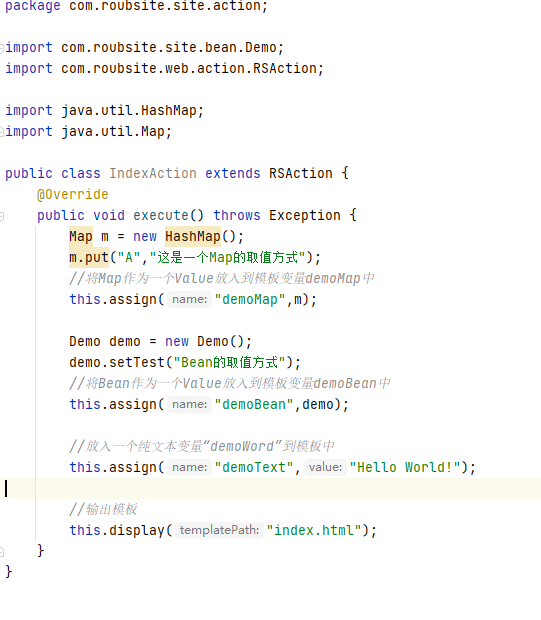 package com.roubsite.site.action;
import com.roubsite.site.bean.Demo;
import com.roubsite.web.action.RSAction;
import java.util.HashMap;
import java.util.Map;
public class IndexAction extends RSAction {
@Override
public void execute() throws Exception {
Map m = new HashMap();
m.put("A","这是一个Map的取值方式");
//将Map作为一个Value放入到模板变量demoMap中
this.assign( name: "demoMap",m);
Demo demo = new Demo();
demo.setTest("Bean的取值方式");
//将Bean作为一个Value放入到模板变量demoBean中
this.assign( name: "demoBean",demo);
//放入一个纯文本变量“demoWord”到模板中
this.assign( name: "demoText", value: "Hello World!");
//输出模板
this.display( templatePath: "index.html");
}
}